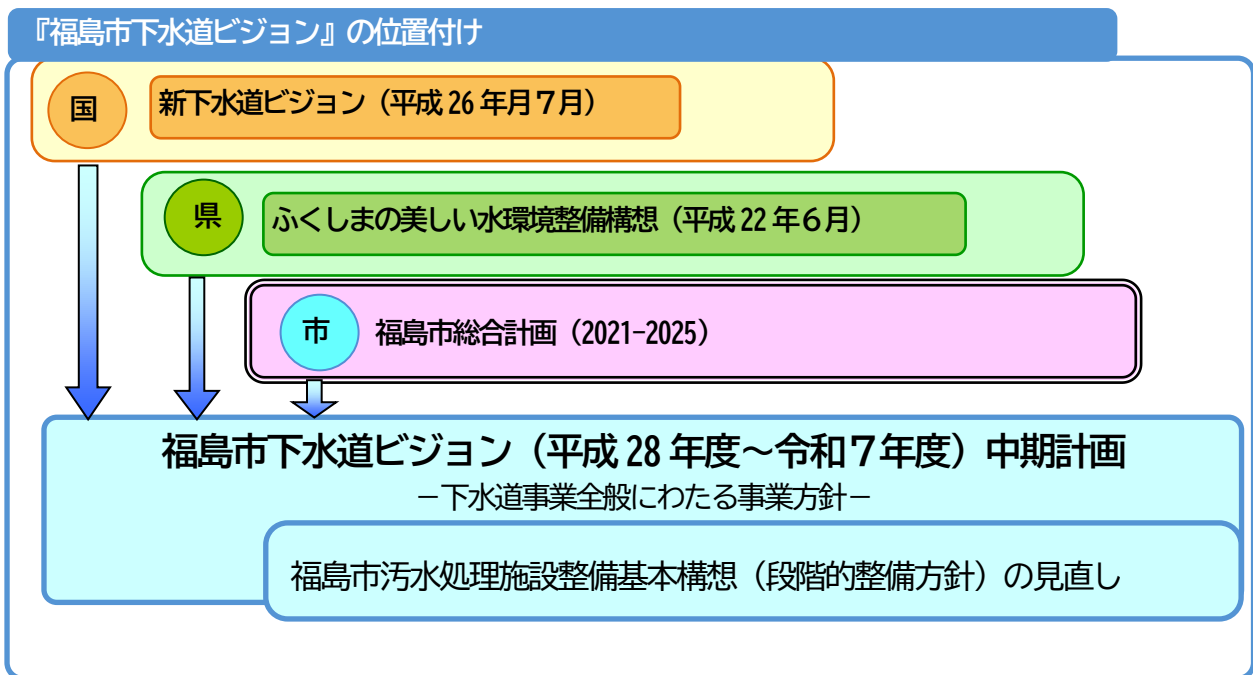 『福島市下水道ビジョン』の位置付け
国
新下水道ビジョン（平成26年月７月）
県
ふくしまの美しい水環境整備構想（平成22年６月）
市
福島市総合計画（2021-2025）
福島市下水道ビジョン（平成28年度～令和７年度）中期計画
－下水道事業全般にわたる事業方針－
福島市汚水処理施設整備基本構想（段階的整備方針）の見直し